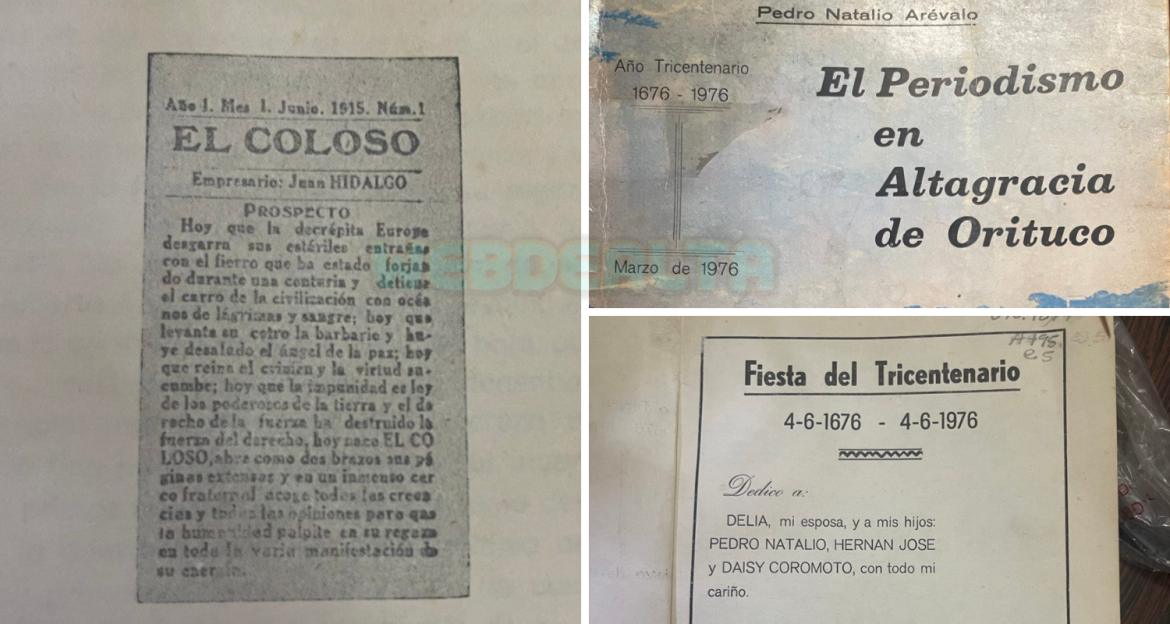 Año 1. Mes 1. Junio. 1915. Núm.1
EL COLOSO
Empresario: Juan HIDALGO
PROSPECTO
Hoy que la decrépita Europa
desgarra sus estériles entrañas
con el fierro que ha estado forjan
do durante una centuria y detiene
el carro de la civilización con océa
nos de lágrimas y sangre; hoy que
levanta su cetro la barbarie y hu-
ye desalado el ángel de la paz; hoy
que reina el crimen y la virtud su-
cumbe; hoy que la impunidad es ley
de los poderosos de la tierra y el de
recho de la fuerza ha destruido la
fuerza del derecho, hoy nace EL CO
LOSO, abre como dos brazos sus pá
ginas extensas y en un inmenso cer
co fraternal acoge todas las creen
cias y todas las opiniones para que
la humanidad palpite en su regazo
en toda la varia manifestación de
su energía.
Pedro Natalio Arévalo
Año Tricentenario
1676 - 1976
El Periodismo
en
Altagracia
de Orituco
Marzo de 1976
WEBDEALTA
A795
e5
Fiesta del Tricentenario
4-6-1676 - 4-6-1976
Dedico a:
DELIA, mi esposa, y a mis hijos:
PEDRO NATALIO, HERNAN JOSE
y DAISY COROMOTO, con todo mi
cariño.